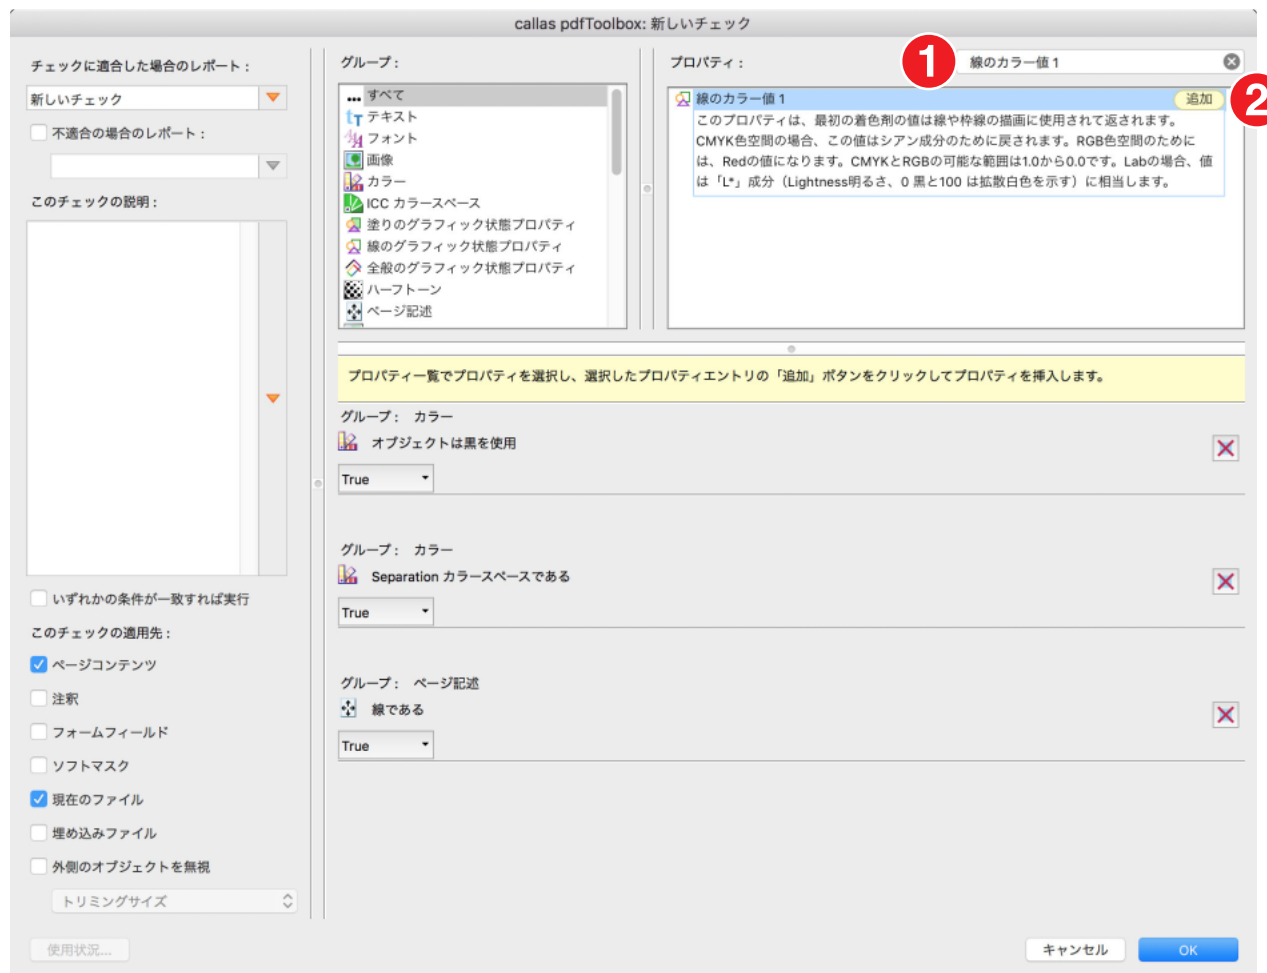 callas pdfToolbox: 新しいチェック
チェックに適合した場合のレポート:
新しいチェック
不適合の場合のレポート:
このチェックの説明:
いずれかの条件が一致すれば実行
このチェックの適用先:
ページコンテンツ
注釈
フォームフィールド
ソフトマスク
現在のファイル
埋め込みファイル
外側のオブジェクトを無視
トリミングサイズ
使用状況...
グループ:
すべて
テキスト
フォント
画像
カラー
ICC カラースペース
塗りのグラフィック状態プロパティ
線のグラフィック状態プロパティ
全般のグラフィック状態プロパティ
ハーフトーン
ページ記述
プロパティ:
1
線のカラー値 1
線のカラー値 1
追加
2
このプロパティは、最初の着色剤の値は線や枠線の描画に使用されて返されます。
CMYK色空間の場合、この値はシアン成分のために戻されます。RGB色空間のために
は、Redの値になります。CMYKとRGBの可能な範囲は1.0から0.0です。Labの場合、値
は「L*」成分（Lightness明るさ、0 黒と100 は拡散白色を示す）に相当します。
プロパティ一覧でプロパティを選択し、選択したプロパティエントリの「追加」ボタンをクリックしてプロパティを挿入します。
グループ: カラー
オブジェクトは黒を使用
True
グループ: カラー
Separation カラースペースである
True
グループ: ページ記述
線である
True
キャンセル
OK